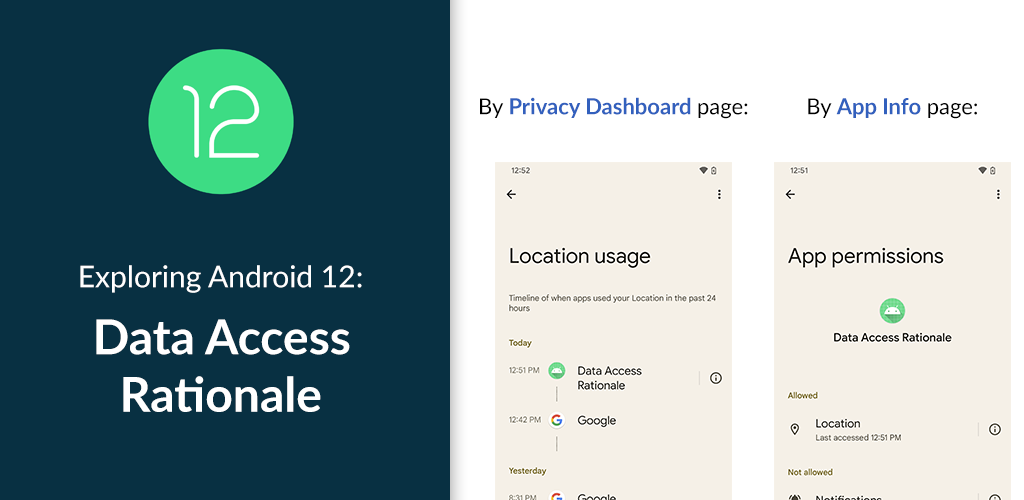 12
Exploring Android 12:
Data Access
Rationale
By Privacy Dashboard page:
12:52
Location usage
Timeline of when apps used your Location in the past 24
hours
Today
12:51 PM
Data Access
Rationale
12:42 PM
Google
Yesterday
8:31 PM
Google
By App Info page:
12:51
App permissions
Data Access Rationale
Allowed
Location
Last accessed 12:51 PM
Not allowed
Notifications